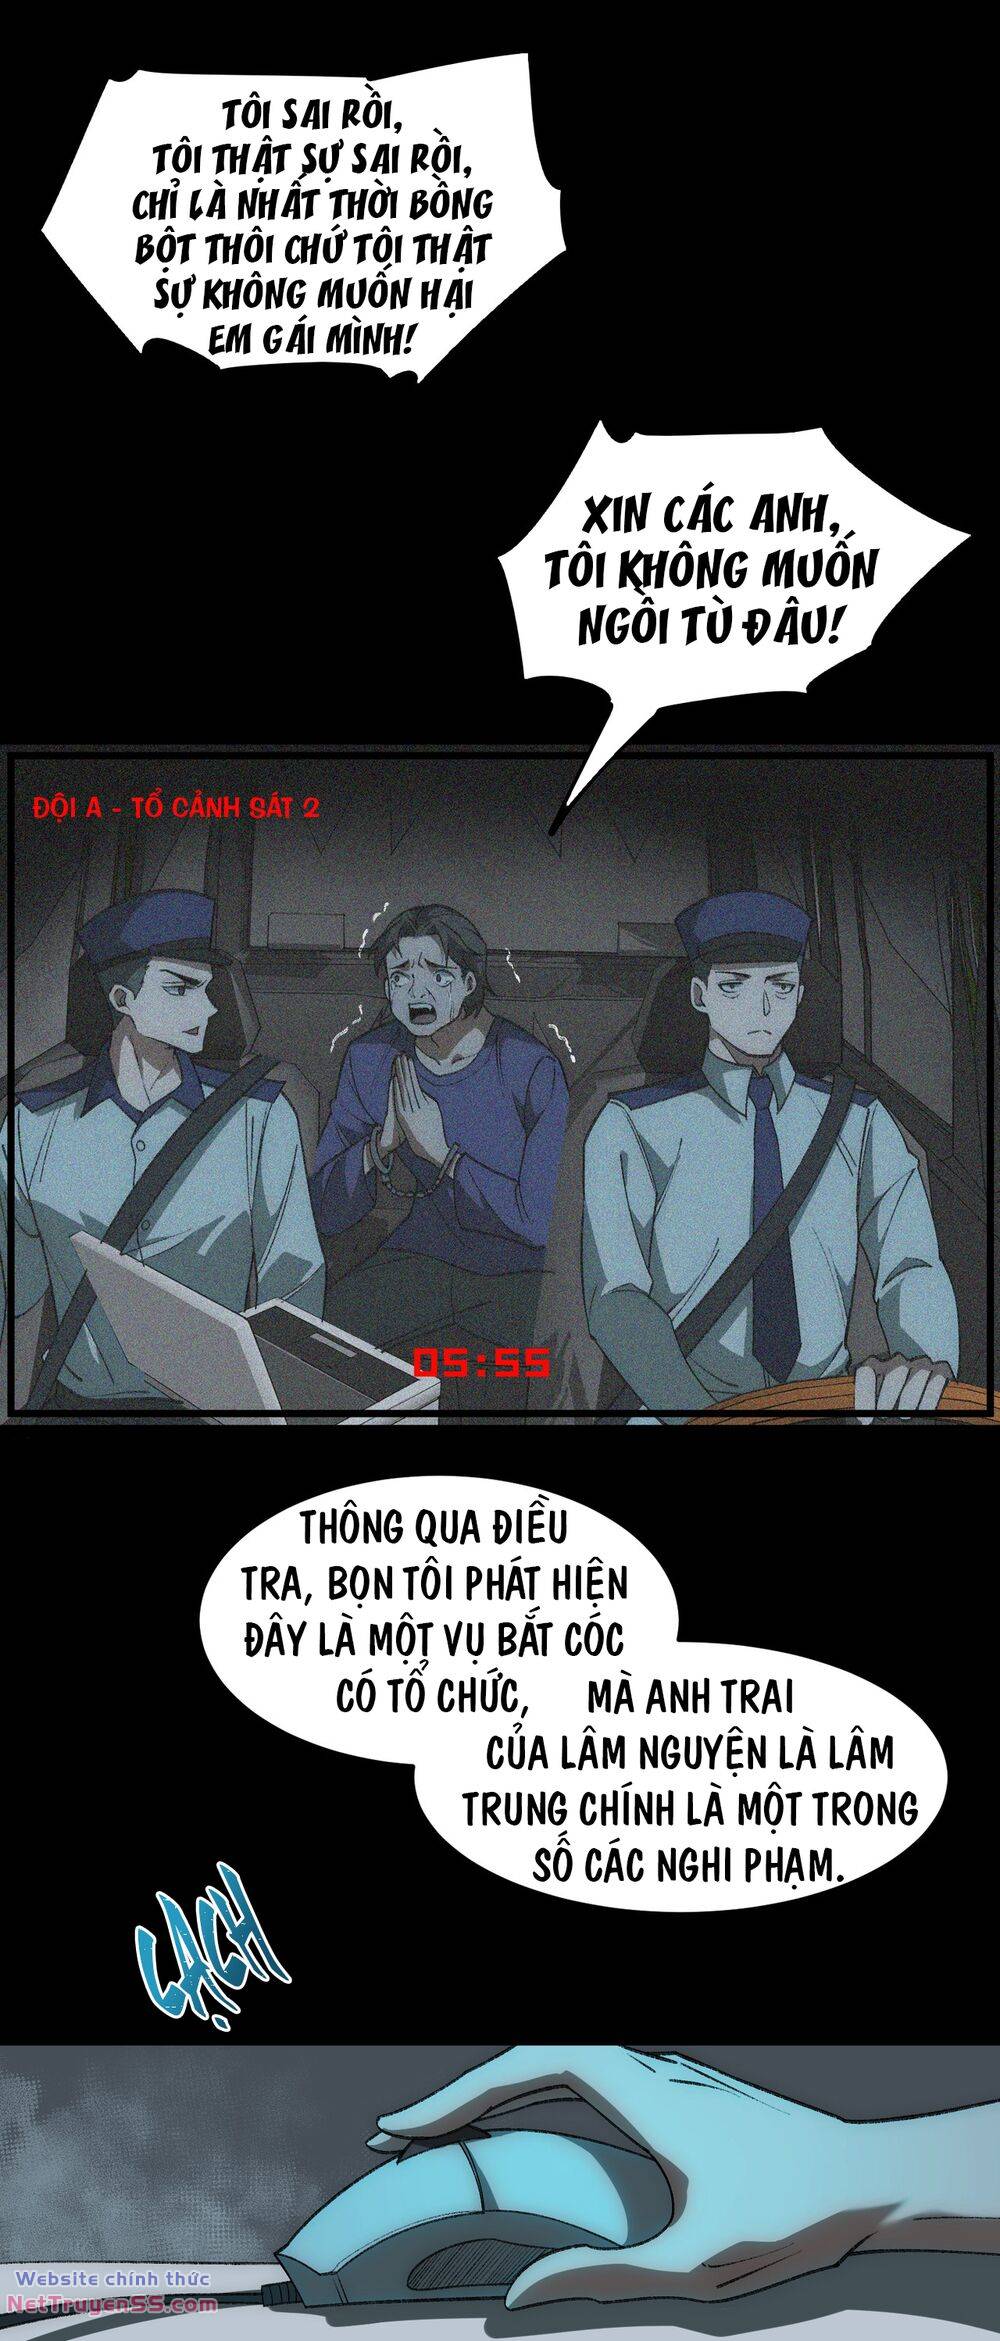 TÔI SAI RỒI,
TÔI THẬT SỰ SAI RỒI,
CHỈ LÀ NHẤT THỜI BỒNG
BỘT THÔI CHỨ TÔI THẬT
SỰ KHÔNG MUỐN HẠI
EM GÁI MÌNH!
XIN CÁC ANH,
TÔI KHÔNG MUỐN
NGỒI TÙ ĐÂU!
ĐỘI A - TỔ CẢNH SÁT 2
05:55
THÔNG QUA ĐIỀU
TRA, BỌN TÔI PHÁT HIỆN
ĐÂY LÀ MỘT VỤ BẮT CÓC
CÓ TỔ CHỨC,
MÀ ANH TRAI
CỦA LÂM NGUYỆN LÀ LÂM
TRUNG CHÍNH LÀ MỘT TRONG
SỐ CÁC NGHI PHẠM.
LẠCH
Website chính thức
NetTruyenSS.com